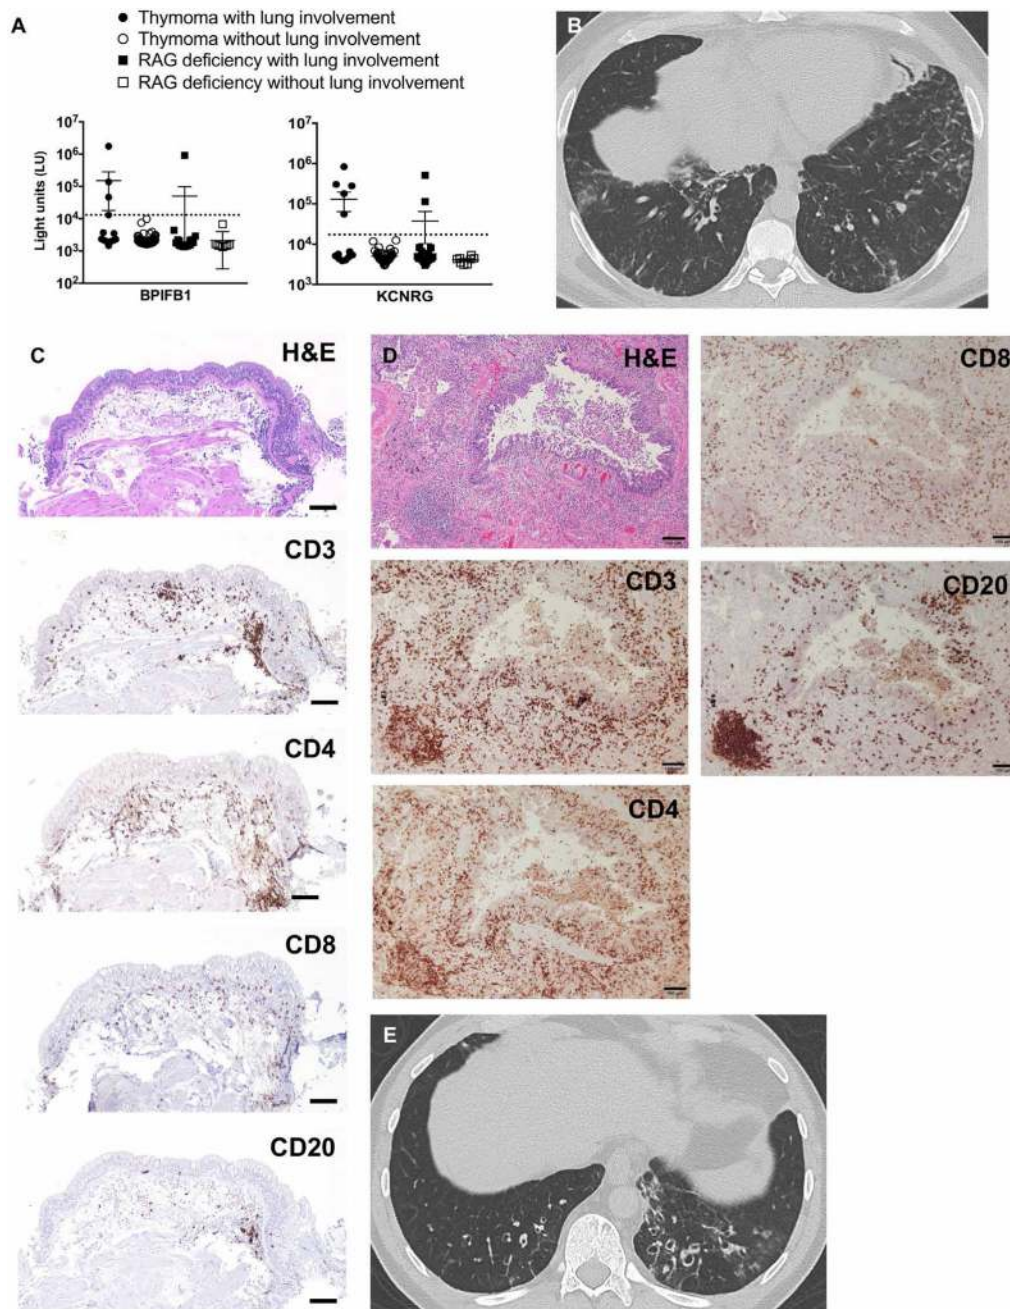 A
Thymoma with lung involvement
Thymoma without lung involvement
RAG deficiency with lung involvement
RAG deficiency without lung involvement
Light units (LU)
10⁷
10⁶
10⁵
10⁴
10³
10²
BPIFB1
10⁷
10⁶
10⁵
10⁴
10³
KCNRG
B
C
H&E
CD3
CD4
CD8
CD20
D
H&E
CD8
CD3
CD20
CD4
E